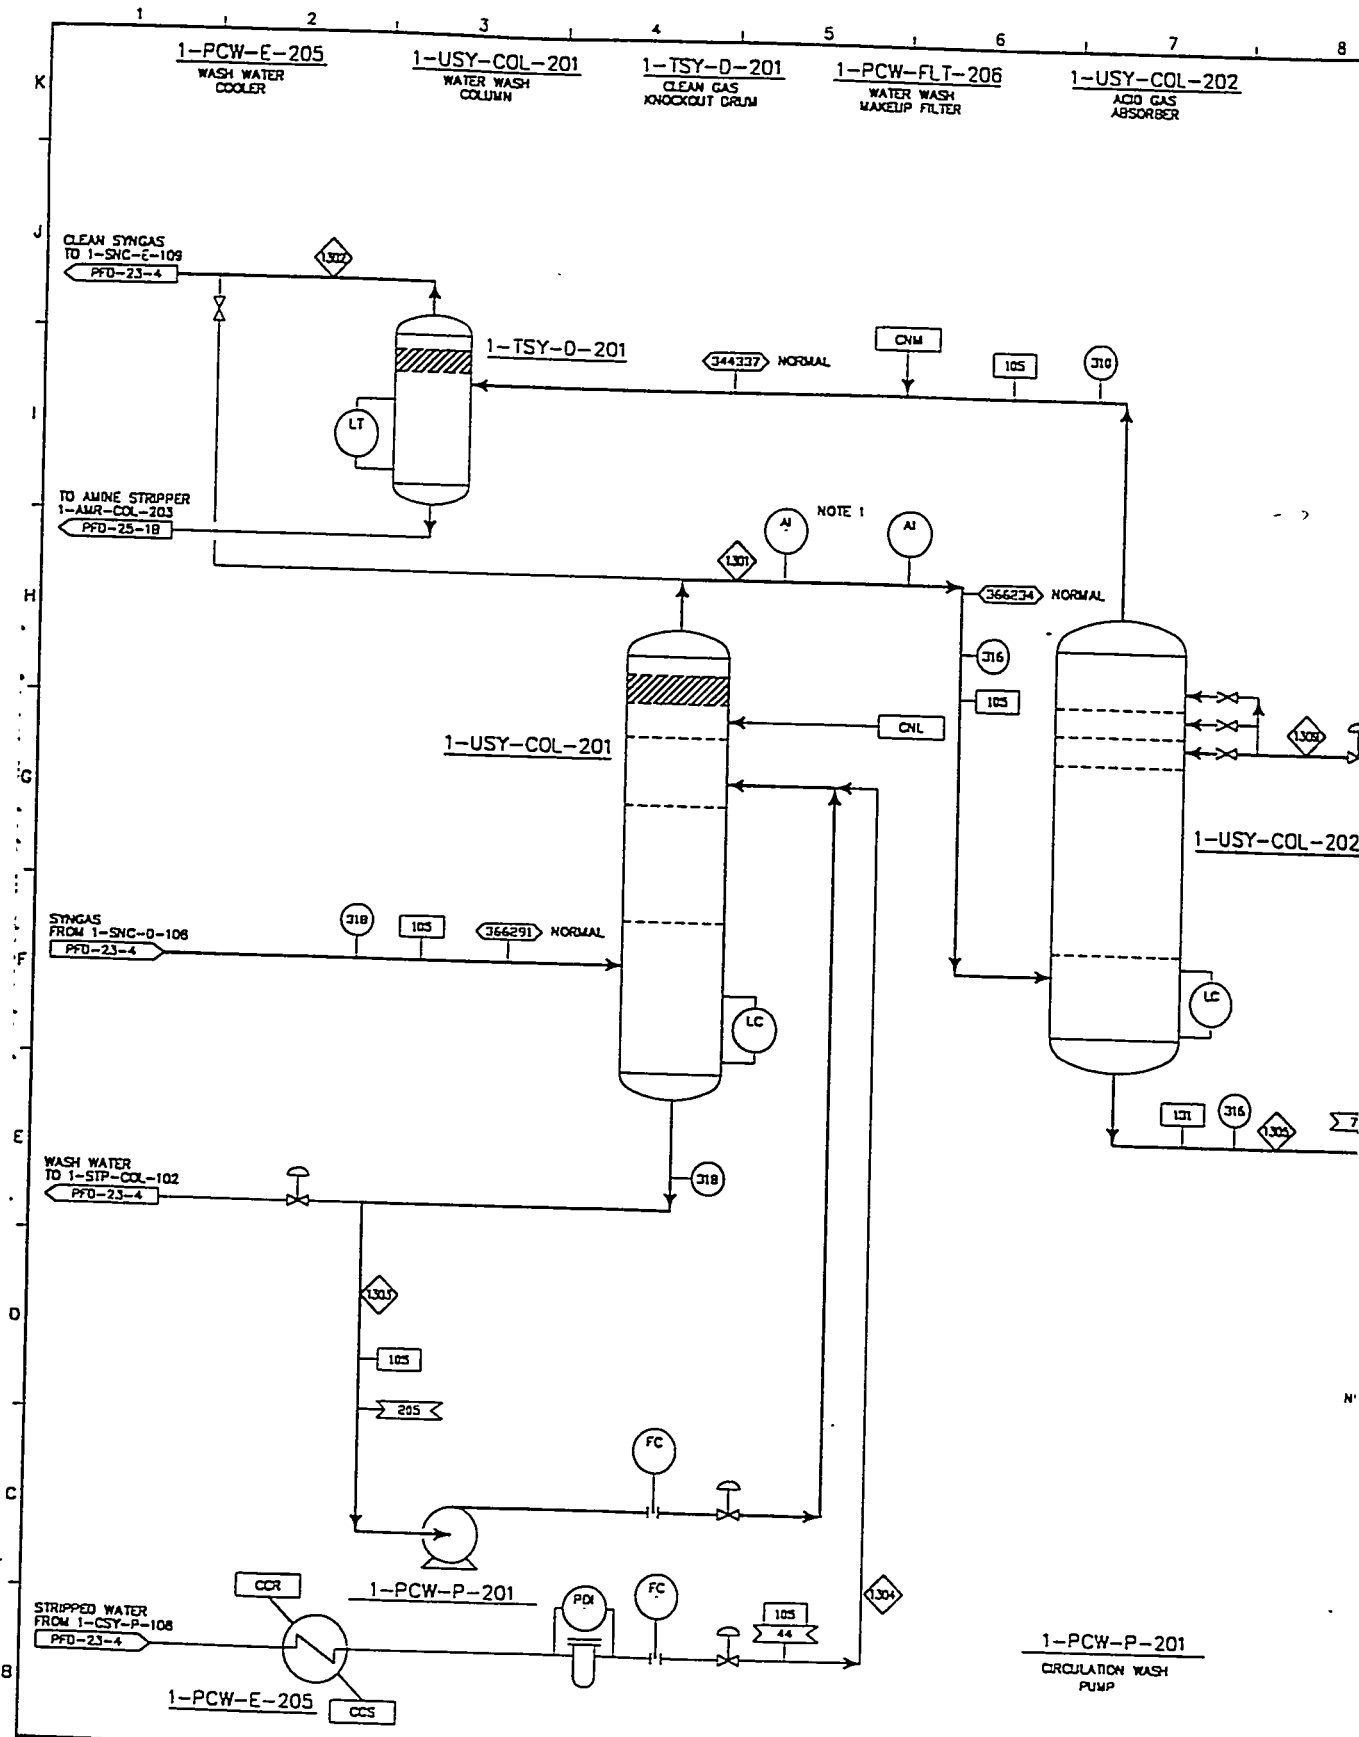 1 2 3 4 5 6 7 8
1-PCW-E-205
WASH WATER
COOLER
1-USY-COL-201
WATER WASH
COLUMN
1-TSY-D-201
CLEAN GAS
KNOCKOUT DRUM
1-PCW-FLT-206
WATER WASH
MAKEUP FILTER
1-USY-COL-202
ACID GAS
ABSORBER
K
J
CLEAN SYNGAS
TO 1-SNC-E-109
PFD-23-4
1302
1-TSY-D-201
344337 NORMAL
CNM
105
310
I
LT
TO AMINE STRIPPER
1-AMR-COL-203
PFD-25-1B
AI
NOTE 1
AI
1301
H
366234 NORMAL
316
105
CNL
1-USY-COL-201
1309
G
1-USY-COL-202
SYNGAS
FROM 1-SNC-D-108
PFD-23-4
318
105
366291 NORMAL
F
LC
LC
131
316
1305
7
E
WASH WATER
TO 1-STP-COL-102
PFD-23-4
318
1303
D
105
205
N'
FC
C
1-PCW-P-201
CCR
STRIPPED WATER
FROM 1-CSY-P-108
PFD-23-4
PDI
FC
105
44
1304
B
1-PCW-E-205
CCS
1-PCW-P-201
CIRCULATION WASH
PUMP